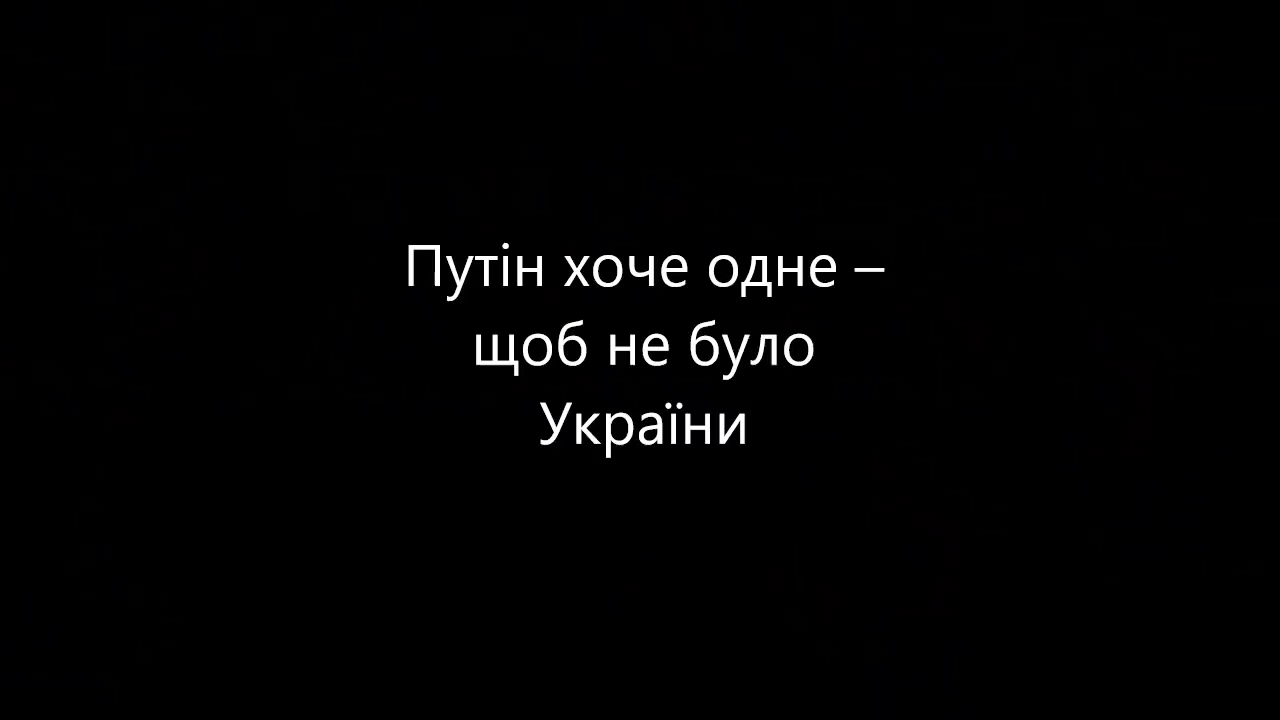 Путін хоче одне –
щоб не було
України